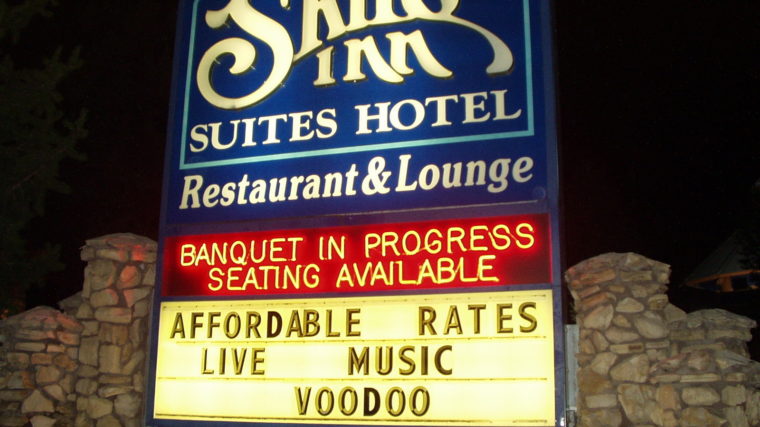 Inn
SUITES HOTEL
Restaurant & Lounge
BANQUET IN PROGRESS
SEATING AVAILABLE
AFFORDABLE RATES
LIVE MUSIC
VOODOO